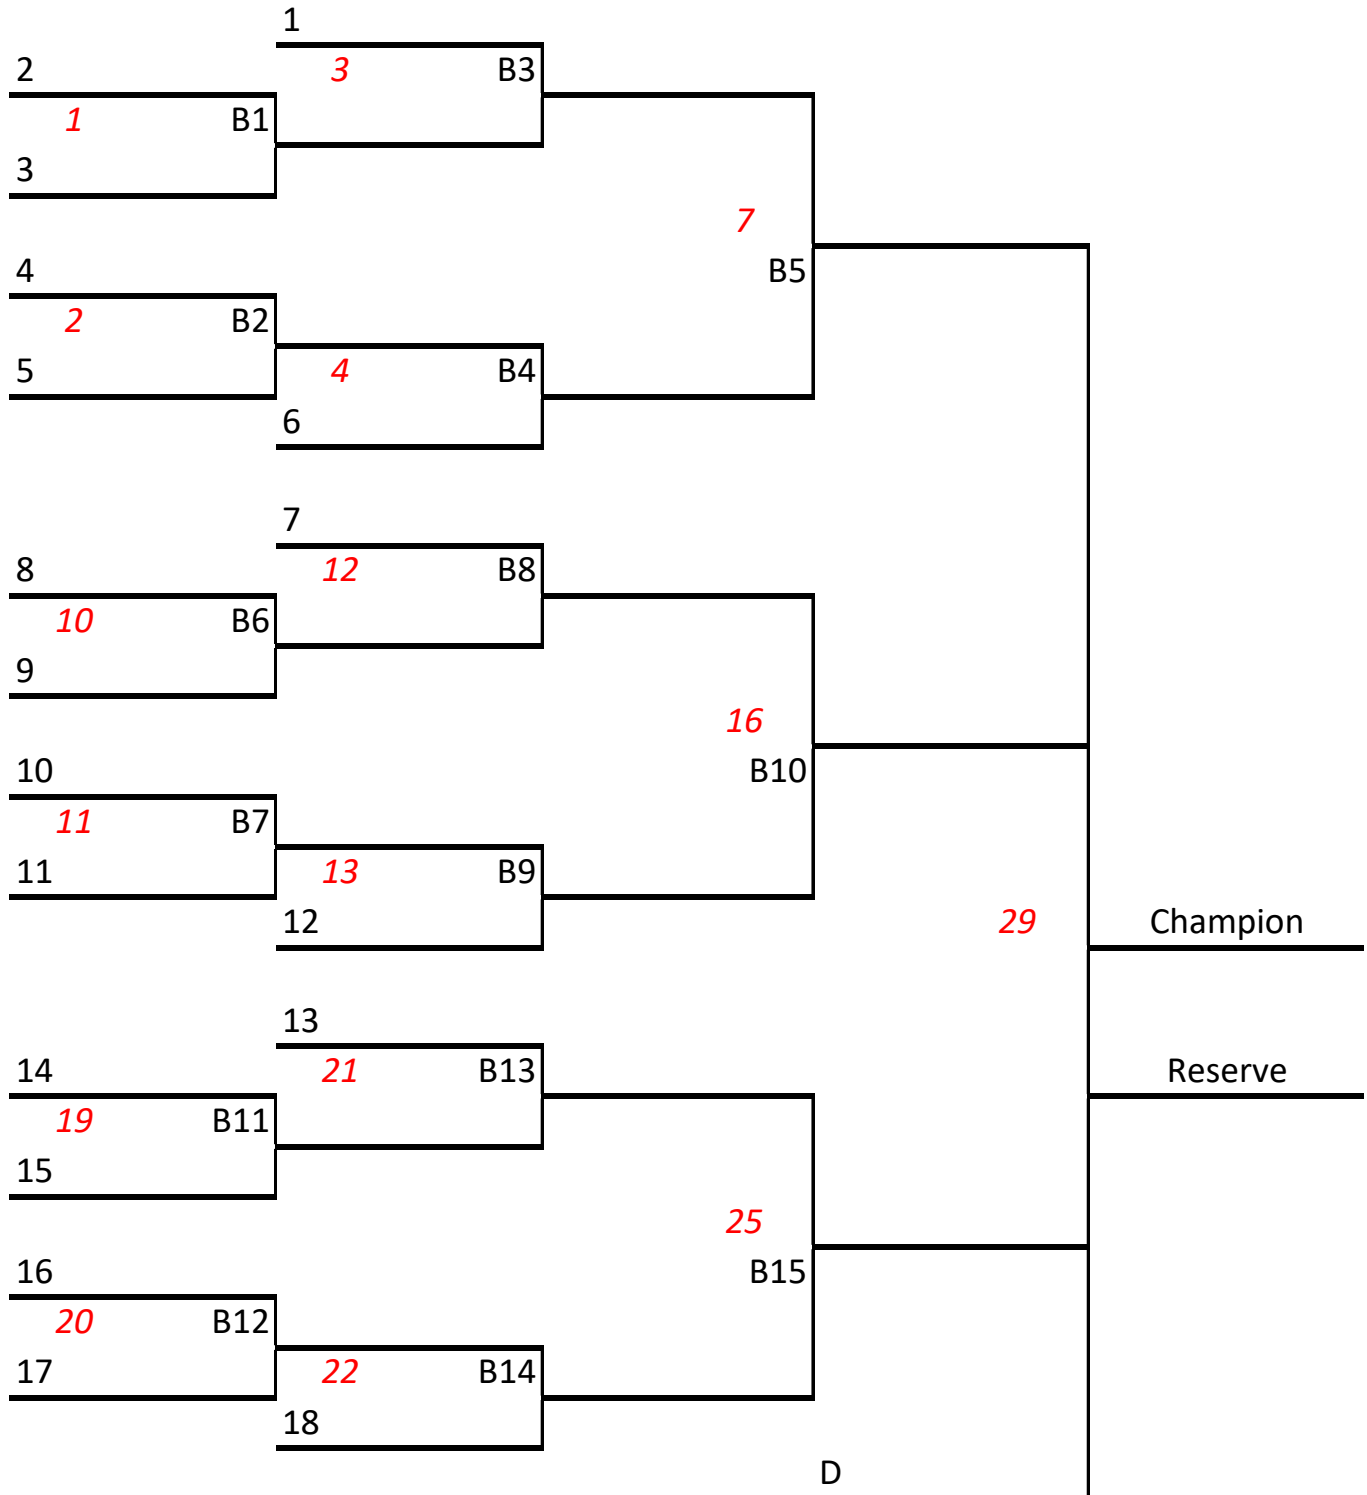 1
2 3 B3
1 B1
3
7
4 B5
2 B2
5 4 B4
6
7
8 12 B8
10 B6
9
16
10 B10
11 B7
11 13 B9
12 29 Champion
13
14 21 B13 Reserve
19 B11
15
25
16 B15
20 B12
17 22 B14
18
D